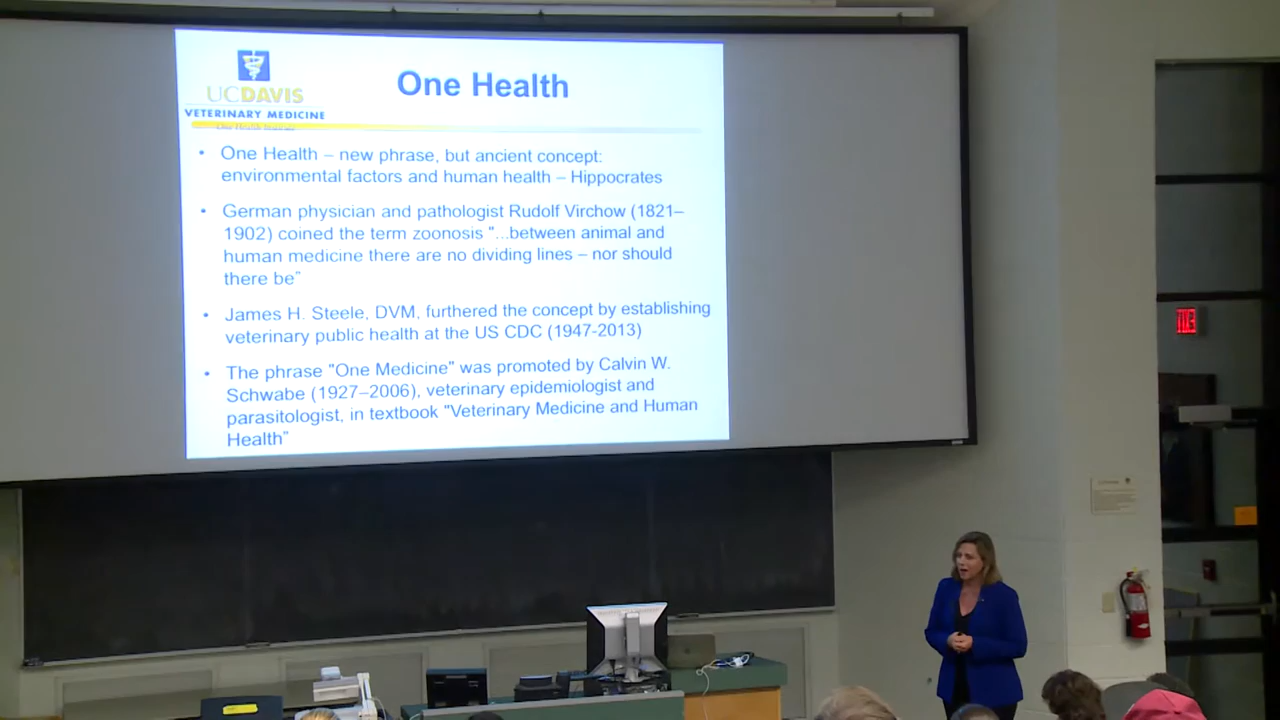 UCDAVIS
VETERINARY MEDICINE
One Health
• One Health – new phrase, but ancient concept:
environmental factors and human health – Hippocrates
• German physician and pathologist Rudolf Virchow (1821–
1902) coined the term zoonosis "...between animal and
human medicine there are no dividing lines – nor should
there be"
• James H. Steele, DVM, furthered the concept by establishing
veterinary public health at the US CDC (1947-2013)
• The phrase "One Medicine" was promoted by Calvin W.
Schwabe (1927–2006), veterinary epidemiologist and
parasitologist, in textbook "Veterinary Medicine and Human
Health"